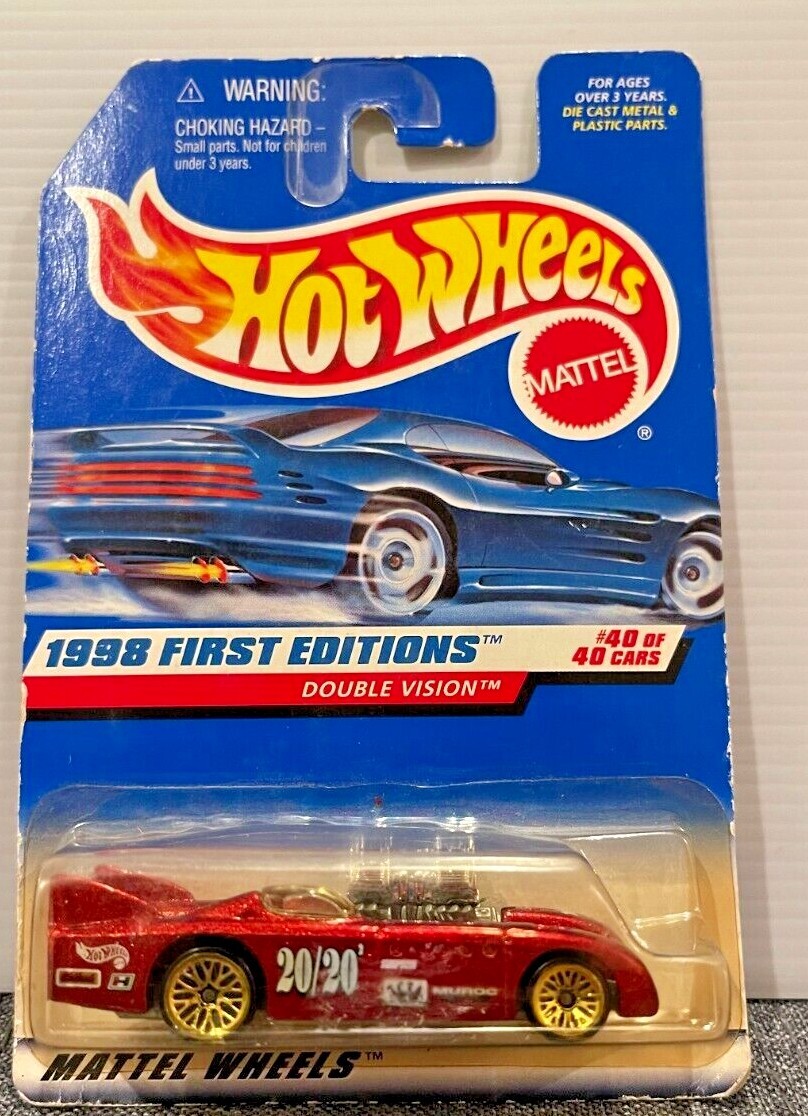 WARNING:
CHOKING HAZARD –
Small parts. Not for children
under 3 years.
FOR AGES
OVER 3 YEARS.
DIE CAST METAL &
PLASTIC PARTS.
HOT WHEELS
MATTEL
®
1998 FIRST EDITIONS™
#40 OF
40 CARS
DOUBLE VISION™
HOT WHEELS
H
20/20'
MUROC
MATTEL WHEELS™